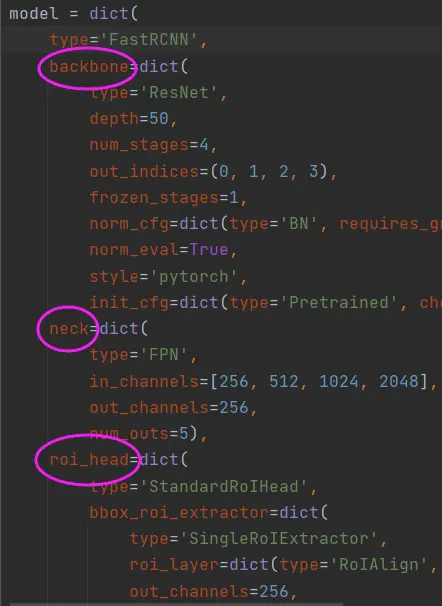 model = dict(
    type='FastRCNN',
    backbone=dict(
        type='ResNet',
        depth=50,
        num_stages=4,
        out_indices=(0, 1, 2, 3),
        frozen_stages=1,
        norm_cfg=dict(type='BN', requires_gr
        norm_eval=True,
        style='pytorch',
        init_cfg=dict(type='Pretrained', che
    neck=dict(
        type='FPN',
        in_channels=[256, 512, 1024, 2048],
        out_channels=256,
        num_outs=5),
    roi_head=dict(
        type='StandardRoIHead',
        bbox_roi_extractor=dict(
            type='SingleRoIExtractor',
            roi_layer=dict(type='RoIAlign',
            out_channels=256,